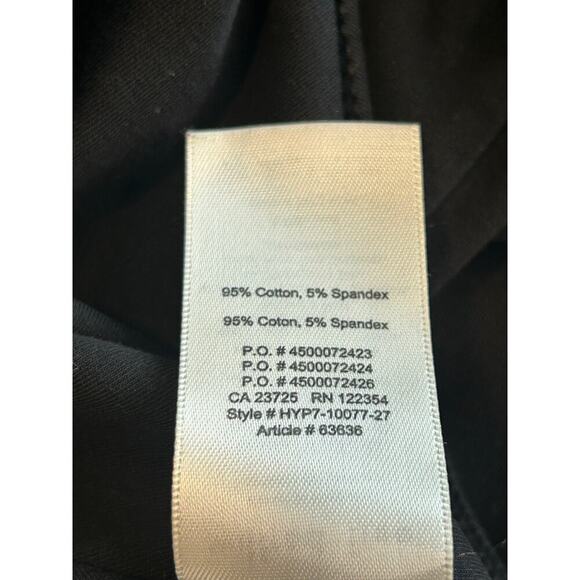 95% Cotton, 5% Spandex
95% Coton, 5% Spandex
P.O. # 4500072423
P.O. # 4500072424
P.O. # 4500072426
CA 23725 RN 122354
Style # HYP7-10077-27
Article # 63636